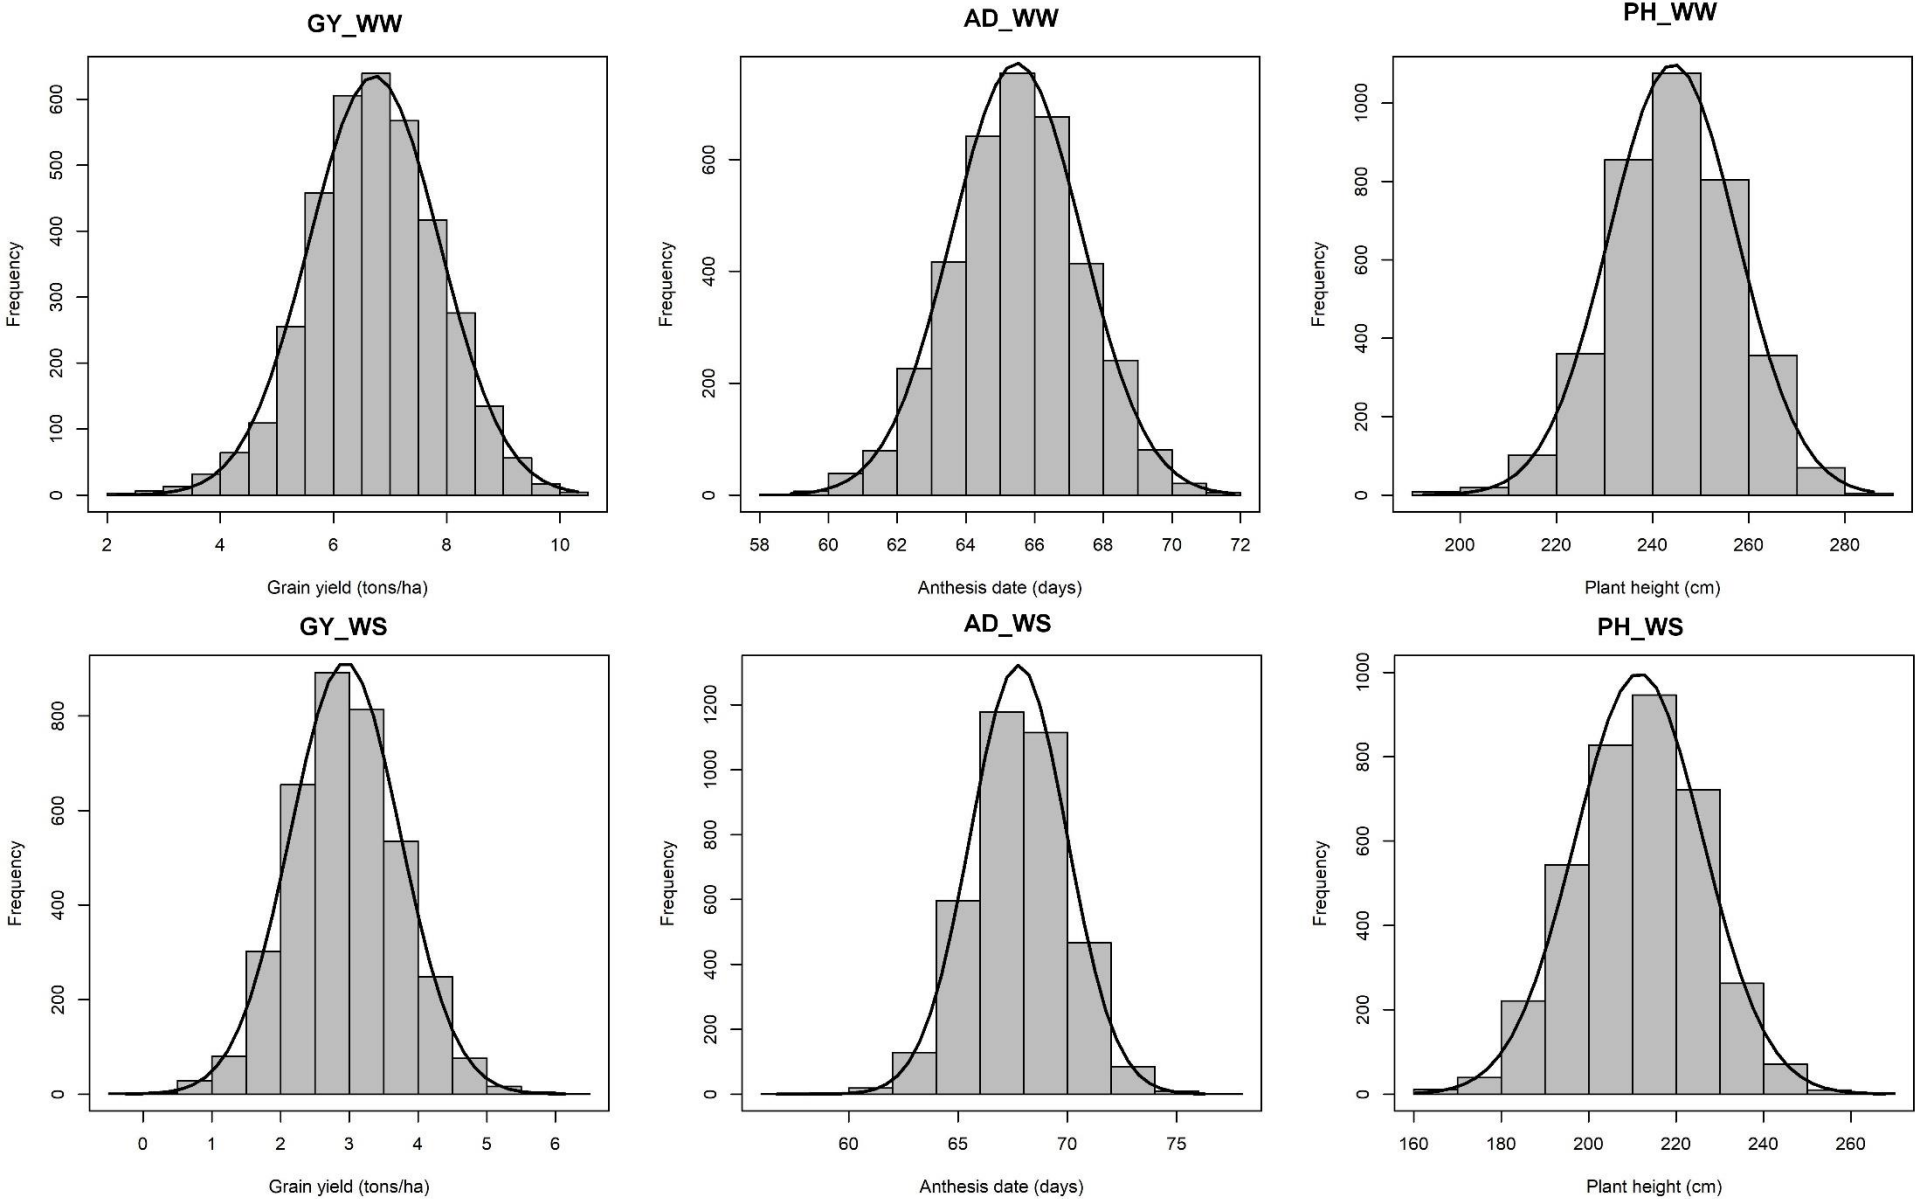 GY_WW
600
500
400
300
200
100
0
Frequency
2 4 6 8 10
Grain yield (tons/ha)
AD_WW
600
400
200
0
Frequency
58 60 62 64 66 68 70 72
Anthesis date (days)
PH_WW
1000
800
600
400
200
0
Frequency
200 220 240 260 280
Plant height (cm)
GY_WS
800
600
400
200
0
Frequency
0 1 2 3 4 5 6
Grain yield (tons/ha)
AD_WS
1200
1000
800
600
400
200
0
Frequency
60 65 70 75
Anthesis date (days)
PH_WS
1000
800
600
400
200
0
Frequency
160 180 200 220 240 260
Plant height (cm)